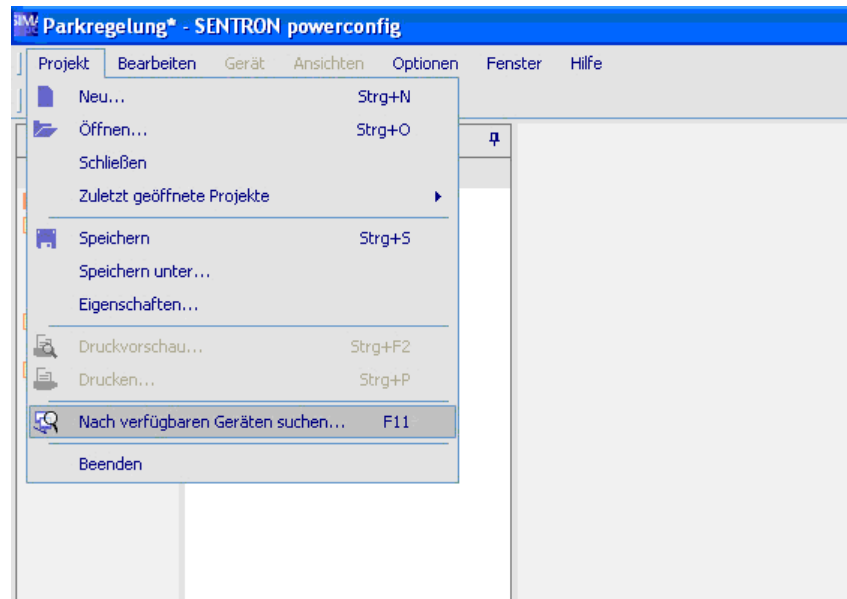 Parkregelung* - SENTRON powerconfig
Projekt Bearbeiten Gerät Ansichten Optionen Fenster Hilfe
Neu... Strg+N
Öffnen... Strg+O
Schließen
Zuletzt geöffnete Projekte
Speichern Strg+S
Speichern unter...
Eigenschaften...
Druckvorschau... Strg+F2
Drucken... Strg+P
Nach verfügbaren Geräten suchen... F11
Beenden